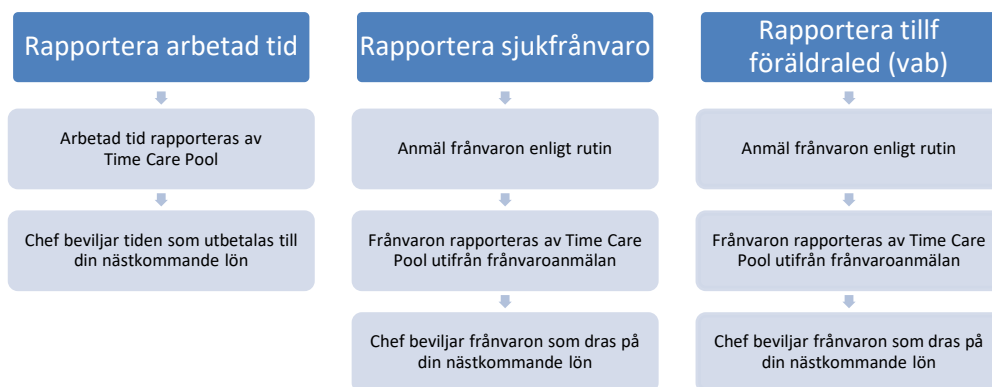 Rapportera arbetad tid
Arbetad tid rapporteras av
Time Care Pool
Chef beviljar tiden som utbetalas till
din nästkommande lön
Rapportera sjukfrånvaro
Anmäl frånvaron enligt rutin
Frånvaron rapporteras av Time Care
Pool utifrån frånvaroanmälan
Chef beviljar frånvaron som dras på
din nästkommande lön
Rapportera tillf
föräldraled (vab)
Anmäl frånvaron enligt rutin
Frånvaron rapporteras av Time Care
Pool utifrån frånvaroanmälan
Chef beviljar frånvaron som dras på
din nästkommande lön